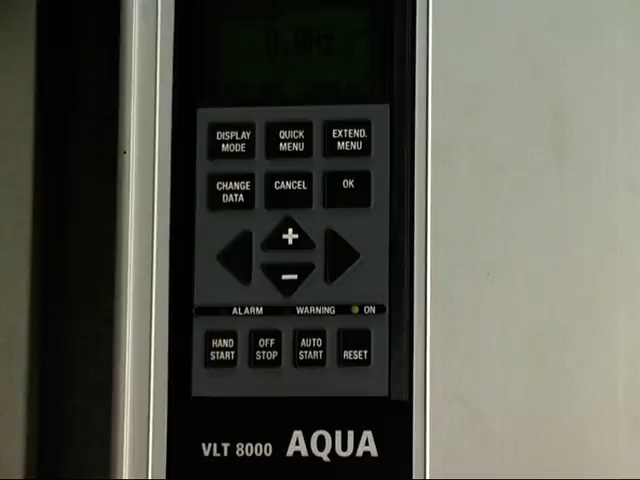 0.0Hz
DISPLAY MODE
QUICK MENU
EXTEND. MENU
CHANGE DATA
CANCEL
OK
+
−
ALARM WARNING ON
HAND START
OFF STOP
AUTO START
RESET
VLT 8000 AQUA